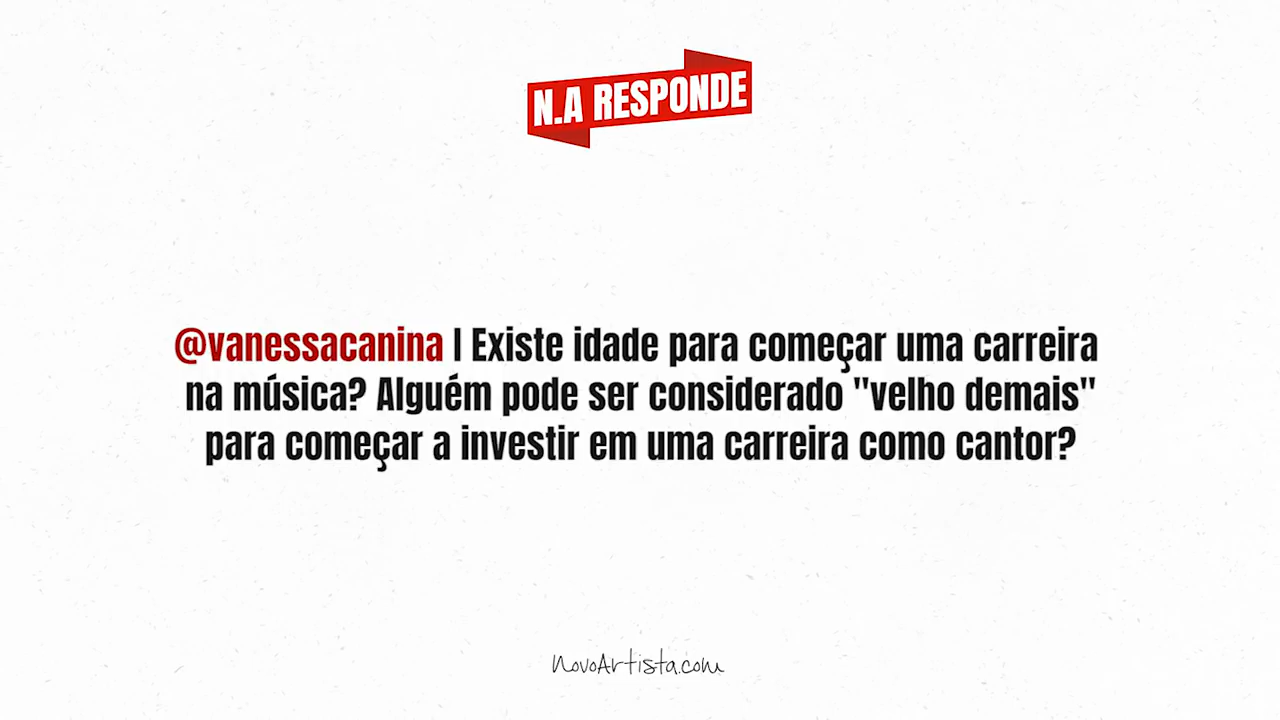 N.A RESPONDE
@vanessacanina | Existe idade para começar uma carreira
na música? Alguém pode ser considerado "velho demais"
para começar a investir em uma carreira como cantor?
NovoArtista.com